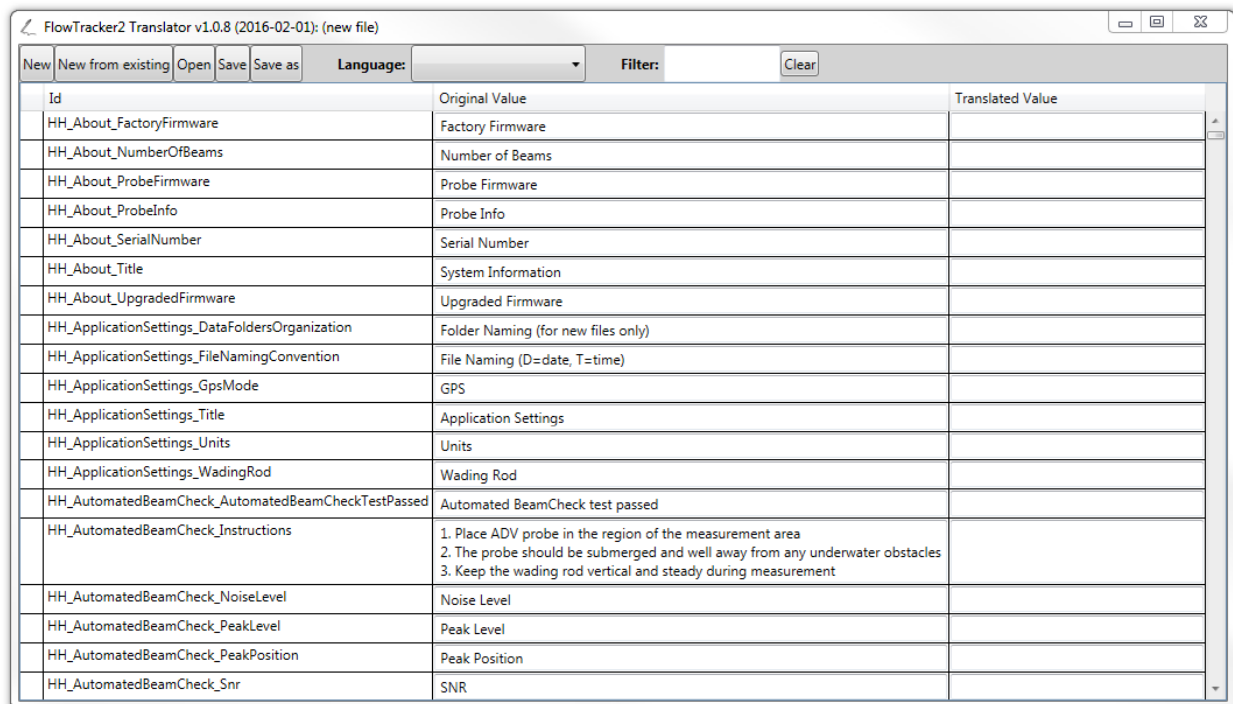 FlowTracker2 Translator v1.0.8 (2016-02-01): (new file)
New New from existing Open Save Save as Language: Filter: Clear
Id Original Value Translated Value
HH_About_FactoryFirmware Factory Firmware
HH_About_NumberOfBeams Number of Beams
HH_About_ProbeFirmware Probe Firmware
HH_About_ProbeInfo Probe Info
HH_About_SerialNumber Serial Number
HH_About_Title System Information
HH_About_UpgradedFirmware Upgraded Firmware
HH_ApplicationSettings_DataFoldersOrganization Folder Naming (for new files only)
HH_ApplicationSettings_FileNamingConvention File Naming (D=date, T=time)
HH_ApplicationSettings_GpsMode GPS
HH_ApplicationSettings_Title Application Settings
HH_ApplicationSettings_Units Units
HH_ApplicationSettings_WadingRod Wading Rod
HH_AutomatedBeamCheck_AutomatedBeamCheckTestPassed Automated BeamCheck test passed
HH_AutomatedBeamCheck_Instructions 1. Place ADV probe in the region of the measurement area
2. The probe should be submerged and well away from any underwater obstacles
3. Keep the wading rod vertical and steady during measurement
HH_AutomatedBeamCheck_NoiseLevel Noise Level
HH_AutomatedBeamCheck_PeakLevel Peak Level
HH_AutomatedBeamCheck_PeakPosition Peak Position
HH_AutomatedBeamCheck_Snr SNR